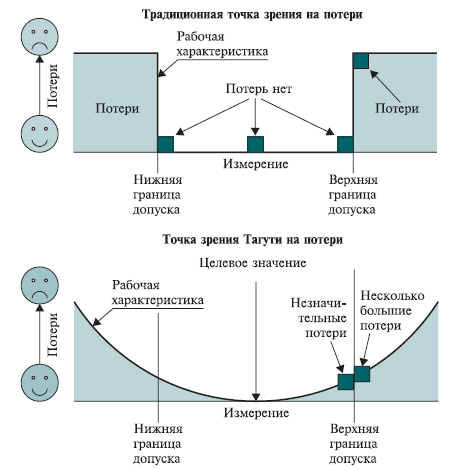 Традиционная точка зрения на потери
Рабочая
характеристика
Потери
Потерь нет
Потери
Потери
Измерение
Нижняя
граница
допуска
Верхняя
граница
допуска
Точка зрения Тагути на потери
Целевое значение
Рабочая
характеристика
Потери
Незначи-
тельные
потери
Несколько
большие
потери
Измерение
Нижняя
граница
допуска
Верхняя
граница
допуска